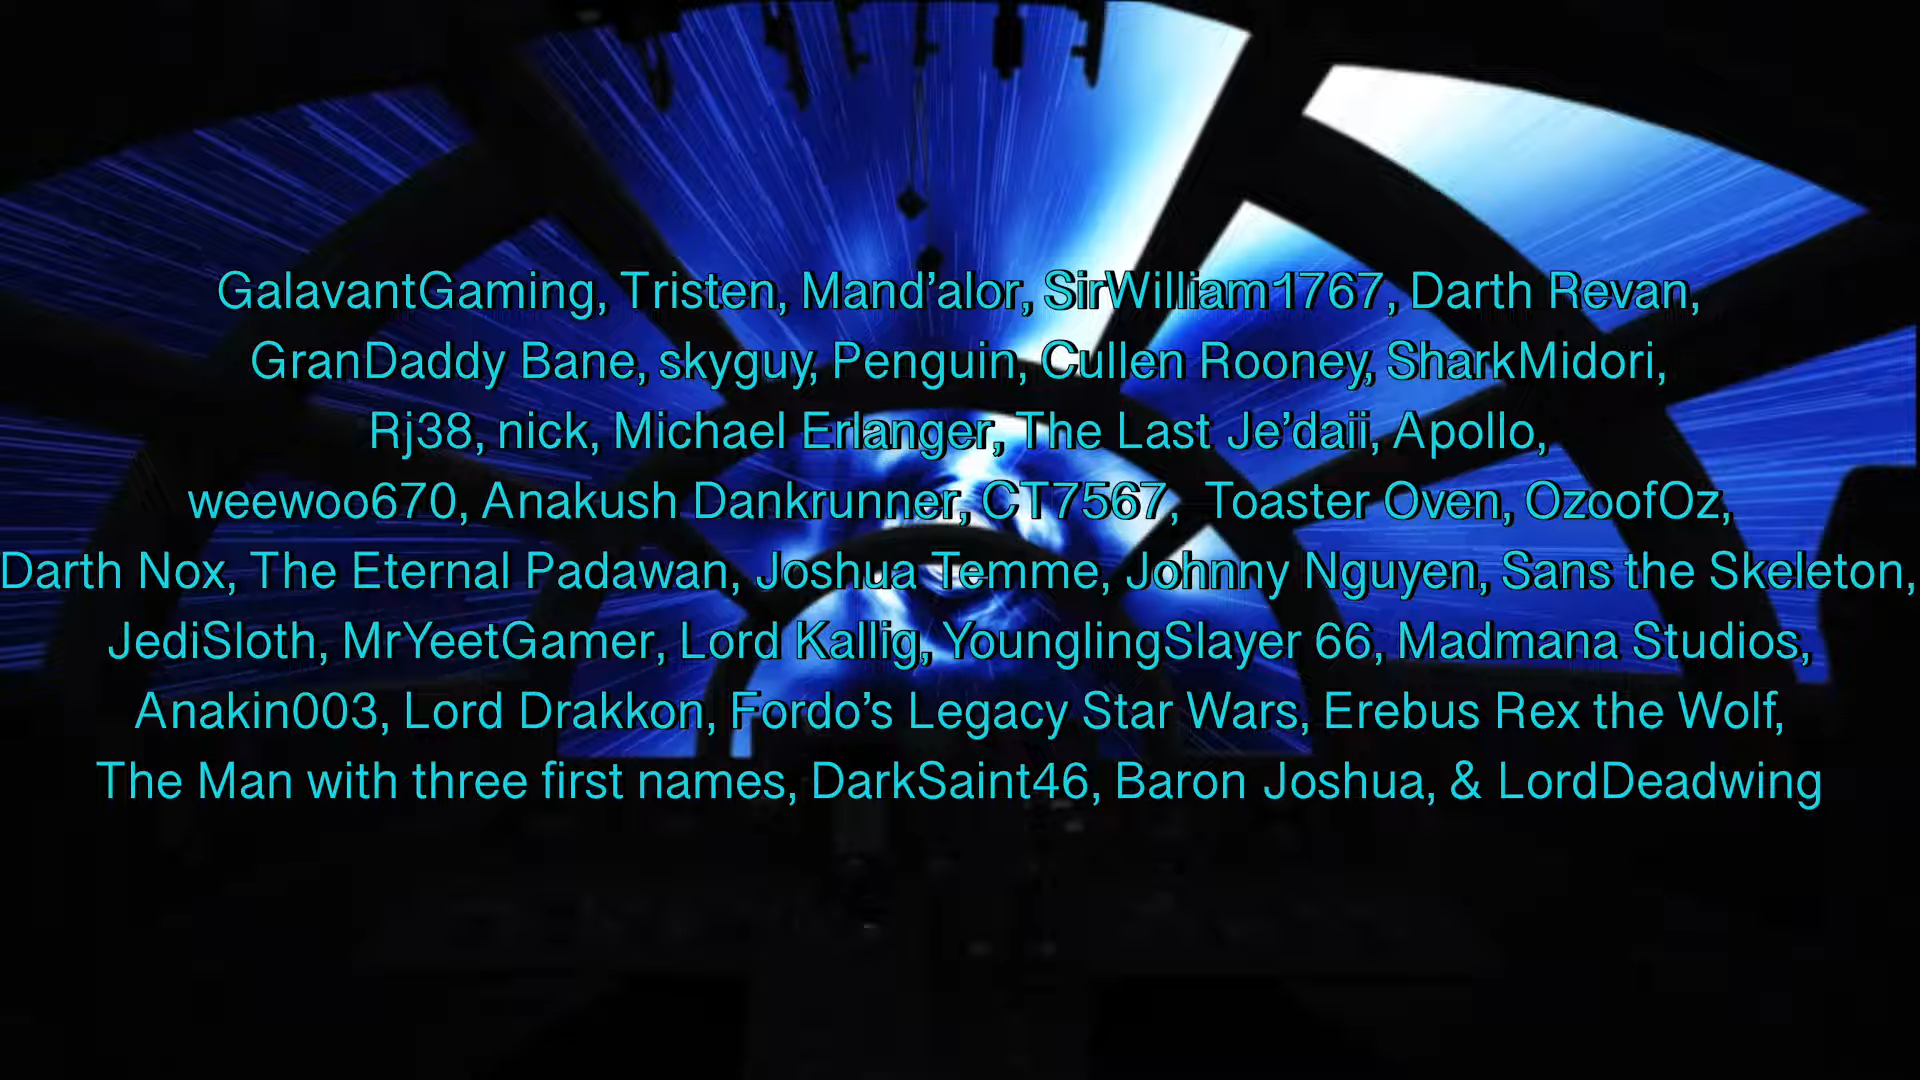 GalavantGaming, Tristen, Mand’alor, SirWilliam1767, Darth Revan,
GranDaddy Bane, skyguy, Penguin, Cullen Rooney, SharkMidori,
Rj38, nick, Michael Erlanger, The Last Je’daii, Apollo,
weewoo670, Anakush Dankrunner, CT7567, Toaster Oven, OzoofOz,
Darth Nox, The Eternal Padawan, Joshua Temme, Johnny Nguyen, Sans the Skeleton,
JediSloth, MrYeetGamer, Lord Kallig, YounglingSlayer 66, Madmana Studios,
Anakin003, Lord Drakkon, Fordo’s Legacy Star Wars, Erebus Rex the Wolf,
The Man with three first names, DarkSaint46, Baron Joshua, & LordDeadwing